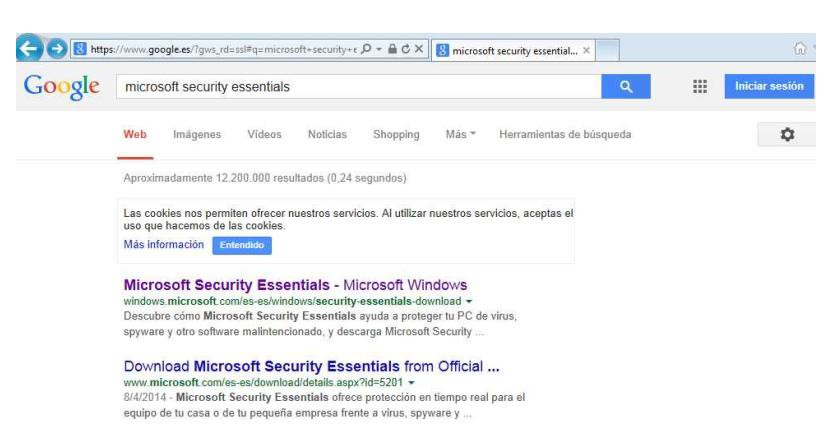 https://www.google.es/?gws_rd=ssl#q=microsoft+security+e
microsoft security essential...
Google
microsoft security essentials
Iniciar sesión
Web Imágenes Vídeos Noticias Shopping Más Herramientas de búsqueda
Aproximadamente 12.200.000 resultados (0,24 segundos)
Las cookies nos permiten ofrecer nuestros servicios. Al utilizar nuestros servicios, aceptas el
uso que hacemos de las cookies.
Más información Entendido
Microsoft Security Essentials - Microsoft Windows
windows.microsoft.com/es-es/windows/security-essentials-download
Descubre cómo Microsoft Security Essentials ayuda a proteger tu PC de virus,
spyware y otro software malintencionado, y descarga Microsoft Security ...
Download Microsoft Security Essentials from Official ...
www.microsoft.com/es-es/download/details.aspx?id=5201
8/4/2014 - Microsoft Security Essentials ofrece protección en tiempo real para el
equipo de tu casa o de tu pequeña empresa frente a virus, spyware y ...